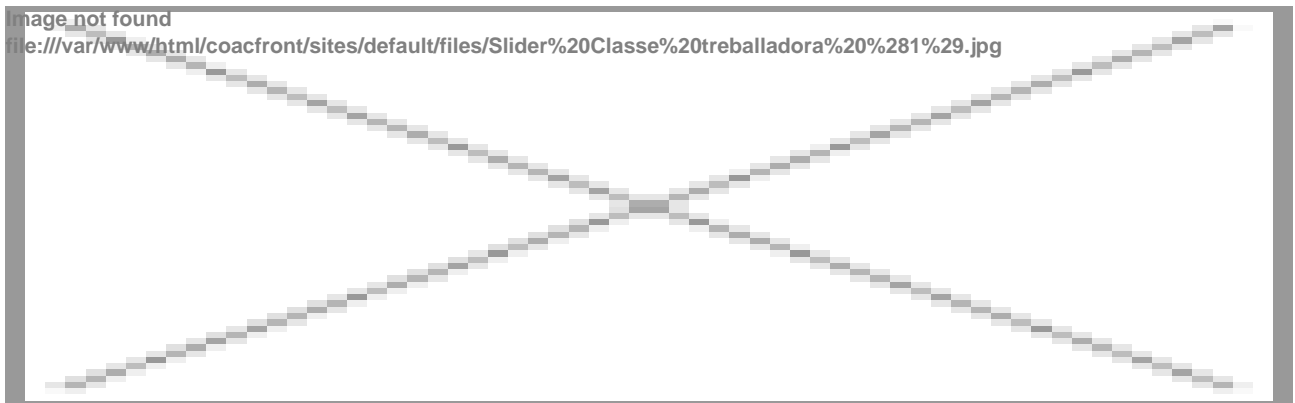 Image not found
file:///var/www/html/coacfront/sites/default/files/Slider%20Classe%20treballadora%20%281%29.jpg